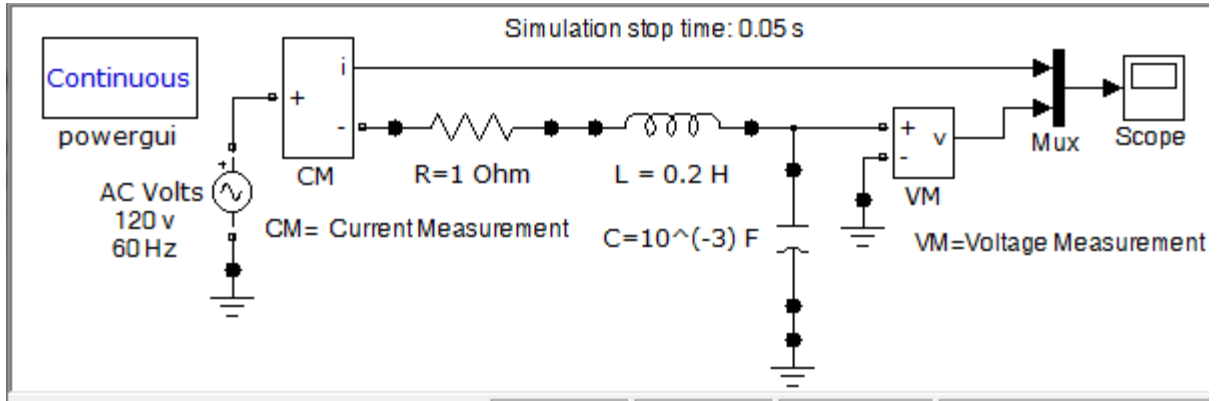 Simulation stop time: 0.05 s
Continuous
powergui
i
+
-
CM
+
AC Volts
120 v
60 Hz
CM= Current Measurement
R=1 Ohm
L = 0.2 H
C=10^(-3) F
+
-
v
VM
VM=Voltage Measurement
Mux
Scope